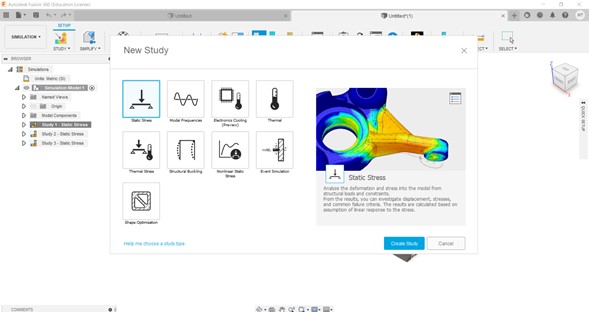 Autodesk Fusion 360 (Education License)
Untitled
Untitled*(1)
SETUP
SIMULATION
STUDY
SIMPLIFY
SELECT
BROWSER
Simulations
Units: Metric (SI)
Simulation Model 1
Named Views
Origin
Model Components
Study 1 - Static Stress
Study 2 - Static Stress
Study 3 - Static Stress
New Study
Static Stress
Modal Frequencies
Electronics Cooling
(Preview)
Thermal
Thermal Stress
Structural Buckling
Nonlinear Static
Stress
Event Simulation
Shape Optimization
Static Stress
Analyze the deformation and stress into the model from
structural loads and constraints.
From the results, you can investigate displacement, stresses,
and common failure criteria. The results are calculated based on
assumption of linear response to the stress.
Help me choose a study type
Create Study
Cancel
QUICK SETUP
COMMENTS